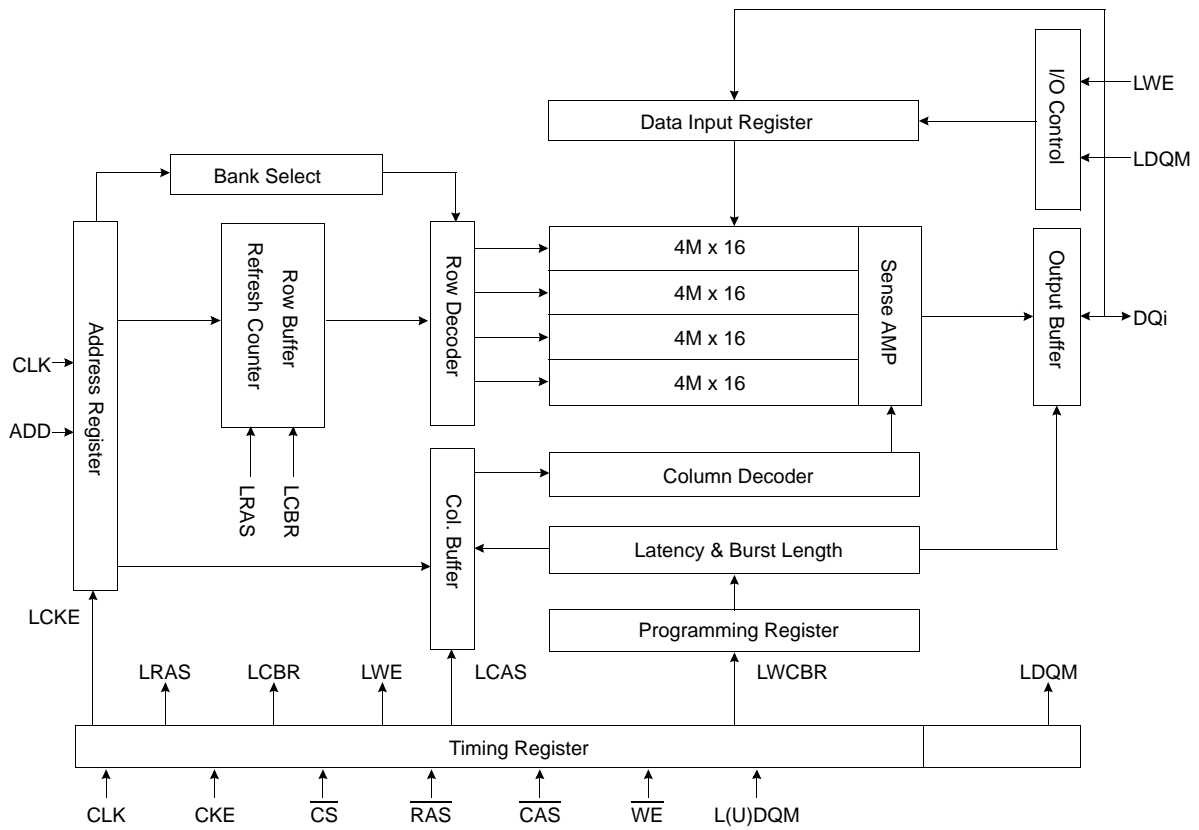 I/O Control
LWE
LDQM
Data Input Register
Bank Select
Address Register
CLK
ADD
Refresh Counter
Row Buffer
LRAS
LCBR
Row Decoder
4M x 16
4M x 16
4M x 16
4M x 16
Sense AMP
Output Buffer
DQi
Col. Buffer
Column Decoder
Latency & Burst Length
Programming Register
LCKE
LRAS
LCBR
LWE
LCAS
LWCBR
LDQM
Timing Register
CLK
CKE
CS
RAS
CAS
WE
L(U)DQM